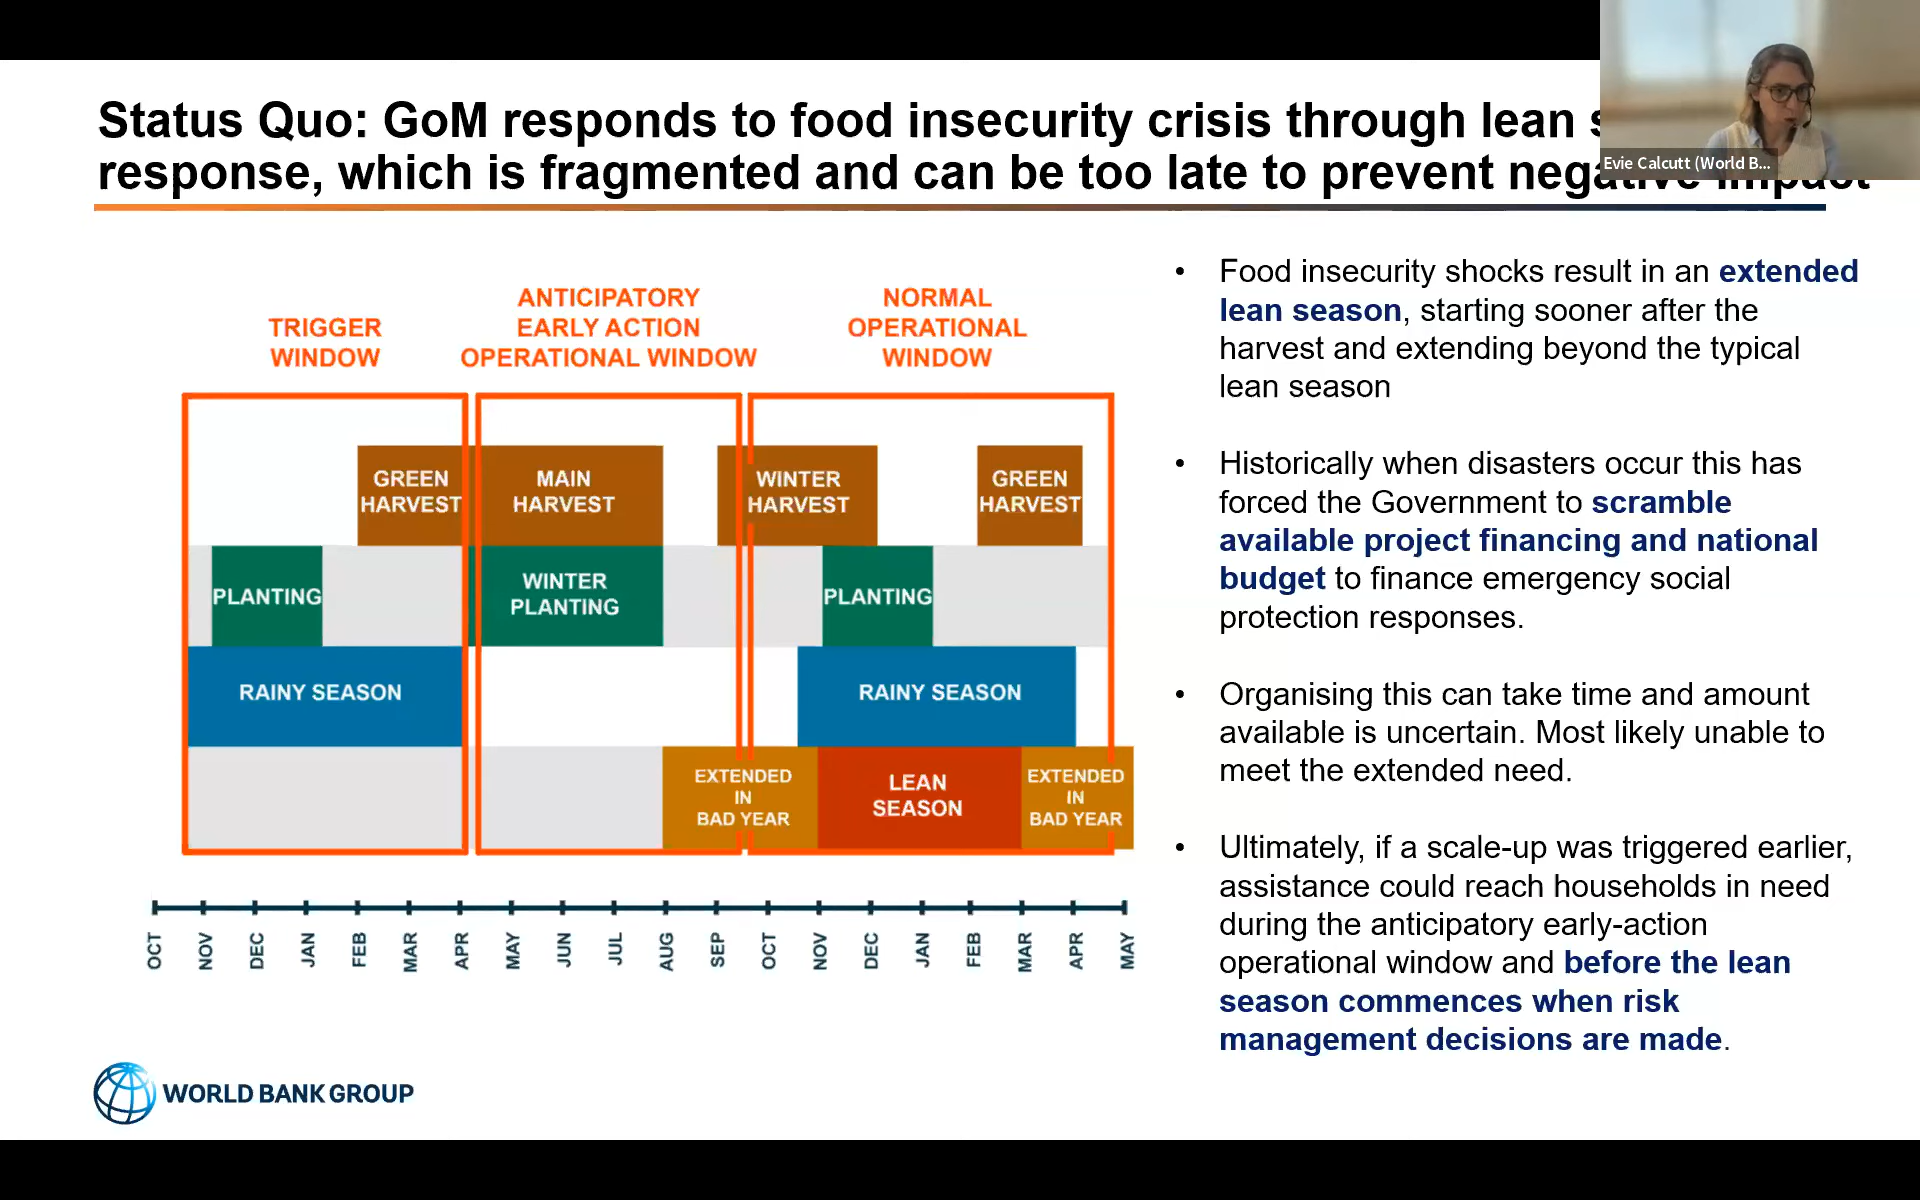 Status Quo: GoM responds to food insecurity crisis through lean
response, which is fragmented and can be too late to prevent negative impact
Evie Calcutt (World B...
TRIGGER
WINDOW
ANTICIPATORY
EARLY ACTION
OPERATIONAL WINDOW
NORMAL
OPERATIONAL
WINDOW
GREEN
HARVEST
MAIN
HARVEST
WINTER
HARVEST
GREEN
HARVEST
PLANTING
WINTER
PLANTING
PLANTING
RAINY SEASON
RAINY SEASON
EXTENDED
IN
BAD YEAR
LEAN
SEASON
EXTENDED
IN
BAD YEAR
OCT
NOV
DEC
JAN
FEB
MAR
APR
MAY
JUN
JUL
AUG
SEP
OCT
NOV
DEC
JAN
FEB
MAR
APR
MAY
• Food insecurity shocks result in an extended
lean season, starting sooner after the
harvest and extending beyond the typical
lean season
• Historically when disasters occur this has
forced the Government to scramble
available project financing and national
budget to finance emergency social
protection responses.
• Organising this can take time and amount
available is uncertain. Most likely unable to
meet the extended need.
• Ultimately, if a scale-up was triggered earlier,
assistance could reach households in need
during the anticipatory early-action
operational window and before the lean
season commences when risk
management decisions are made.
WORLD BANK GROUP